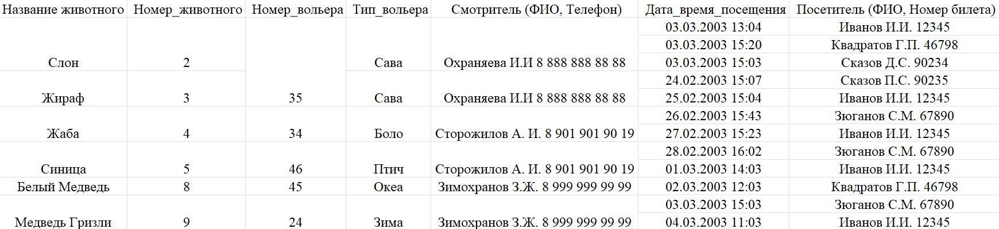 Название животного Номер_животного Номер_вольера Тип_вольера Смотритель (ФИО, Телефон) Дата_время_посещения Посетитель (ФИО, Номер билета)
03.03.2003 13:04 Иванов И.И. 12345
03.03.2003 15:20 Квадратов Г.П. 46798
Слон 2 Сава Охраняева И.И 8 888 888 88 88 03.03.2003 15:03 Сказов Д.С. 90234
24.02.2003 15:07 Сказов П.С. 90235
Жираф 3 35 Сава Охраняева И.И 8 888 888 88 88 25.02.2003 15:04 Иванов И.И. 12345
26.02.2003 15:43 Зюганов С.М. 67890
Жаба 4 34 Боло Сторожилов А. И. 8 901 901 90 19 27.02.2003 15:23 Иванов И.И. 12345
28.02.2003 16:02 Зюганов С.М. 67890
Синица 5 46 Птич Сторожилов А. И. 8 901 901 90 19 01.03.2003 14:03 Иванов И.И. 12345
Белый Медведь 8 45 Океа Зимохранов З.Ж. 8 999 999 99 99 02.03.2003 12:03 Квадратов Г.П. 46798
03.03.2003 15:03 Зюганов С.М. 67890
Медведь Гризли 9 24 Зима Зимохранов З.Ж. 8 999 999 99 99 04.03.2003 11:03 Иванов И.И. 12345